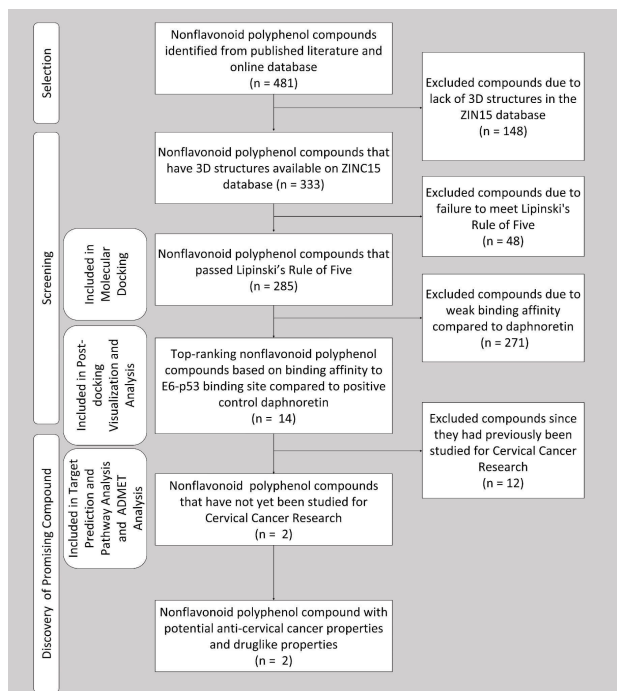 Selection
Nonflavonoid polyphenol compounds
identified from published literature and
online database
(n = 481)
Excluded compounds due to
lack of 3D structures in the
ZIN15 database
(n = 148)
Screening
Nonflavonoid polyphenol compounds that
have 3D structures available on ZINC15
database (n = 333)
Excluded compounds due to
failure to meet Lipinski's
Rule of Five
(n = 48)
Included in
Molecular
Docking
Nonflavonoid polyphenol compounds that
passed Lipinski's Rule of Five
(n = 285)
Excluded compounds due to
weak binding affinity
compared to daphnoretin
(n = 271)
Included in Post-
docking
Visualization and
Analysis
Top-ranking nonflavonoid polyphenol
compounds based on binding affinity to
E6-p53 binding site compared to positive
control daphnoretin
(n = 14)
Excluded compounds since
they had previously been
studied for Cervical Cancer
Research
(n = 12)
Discovery of Promising Compound
Included in Target
Prediction and
Pathway Analysis
and ADMET
Analysis
Nonflavonoid polyphenol compounds
that have not yet been studied for
Cervical Cancer Research
(n = 2)
Nonflavonoid polyphenol compound with
potential anti-cervical cancer properties
and druglike properties
(n = 2)